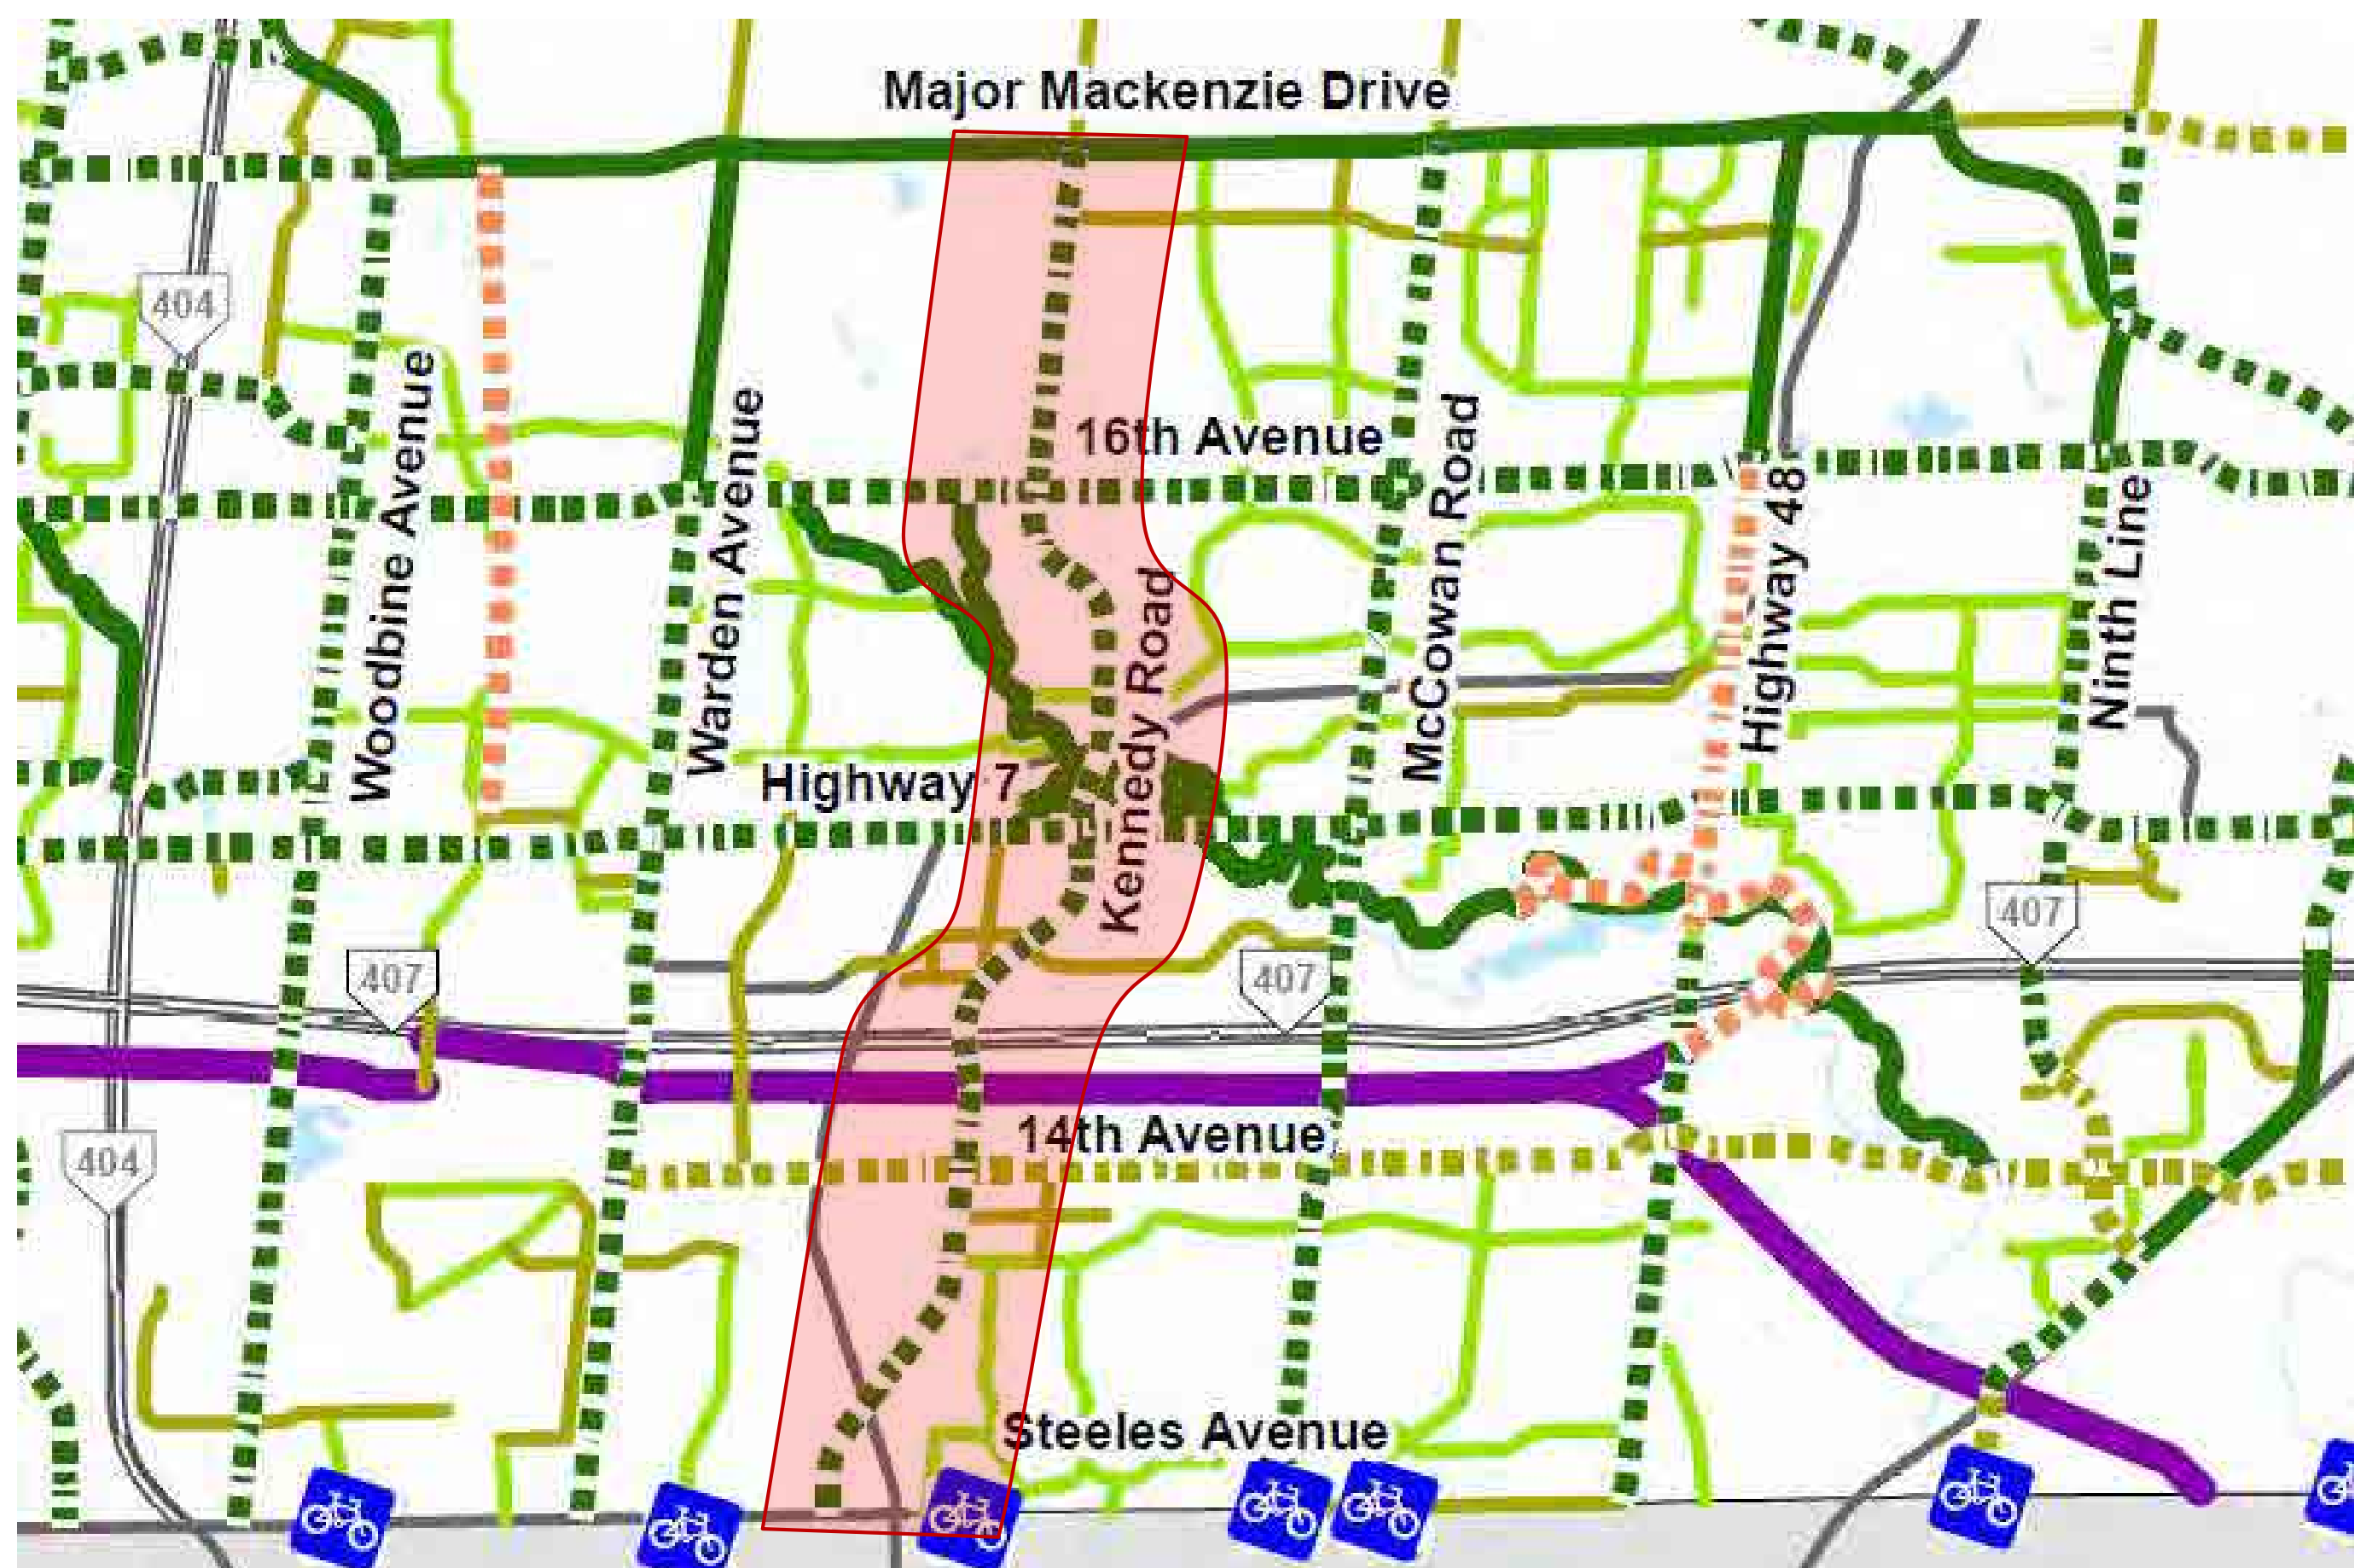 Major Mackenzie Drive
404
16th Avenue
Woodbine Avenue
Warden Avenue
McCowan Road
Highway 48
Ninth Line
Kennedy Road
Highway 7
407
407
407
14th Avenue
404
Steeles Avenue